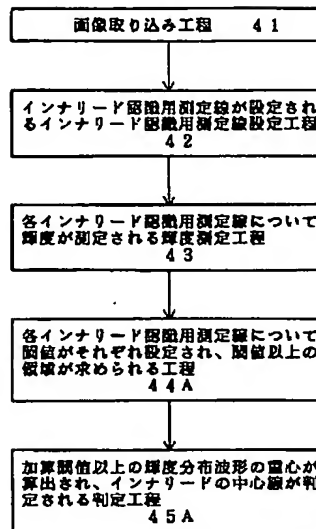 画像取り込み工程 41
インナリード認識用測定線が設定され
るインナリード認識用測定線設定工程
42
各インナリード認識用測定線について
輝度が測定される輝度測定工程
43
各インナリード認識用測定線について
閾値がそれぞれ設定され、閾値以上の
領域が求められる工程
44A
加算閾値以上の輝度分布波形の重心が
算出され、インナリードの中心線が判
定される判定工程
45A